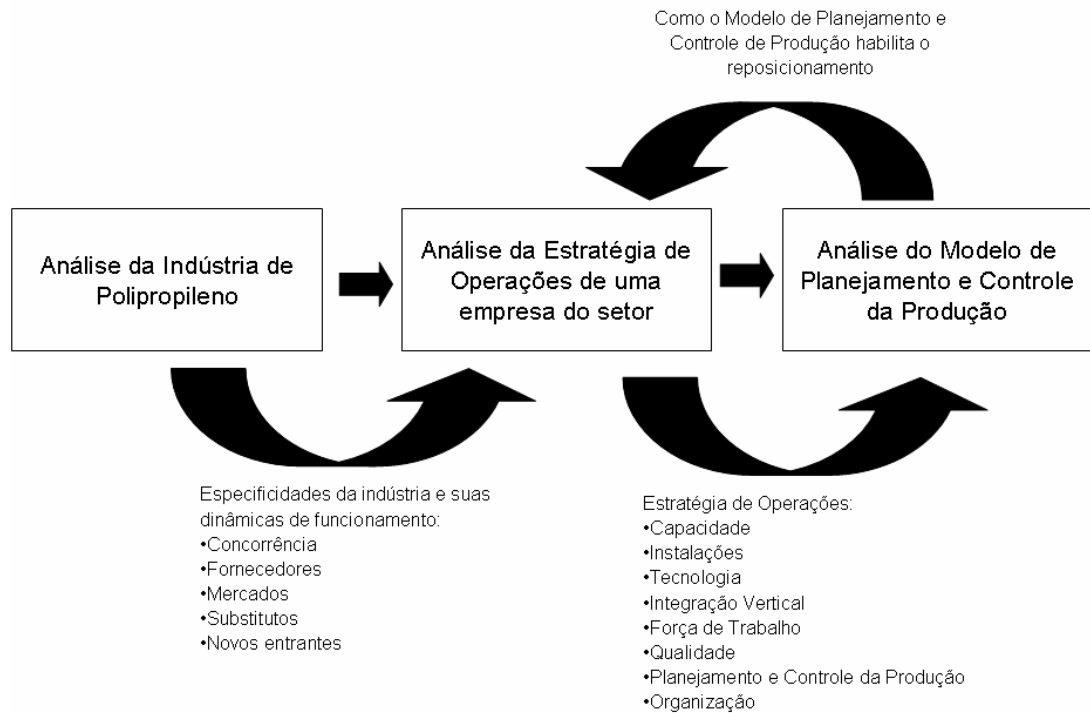 Como o Modelo de Planejamento e
Controle de Produção habilita o
reposicionamento
Análise da Indústria de
Polipropileno
Análise da Estratégia de
Operações de uma
empresa do setor
Análise do Modelo de
Planejamento e Controle
da Produção
Especificidades da indústria e suas
dinâmicas de funcionamento:
•Concorrência
•Fornecedores
•Mercados
•Substitutos
•Novos entrantes
Estratégia de Operações:
•Capacidade
•Instalações
•Tecnologia
•Integração Vertical
•Força de Trabalho
•Qualidade
•Planejamento e Controle da Produção
•Organização